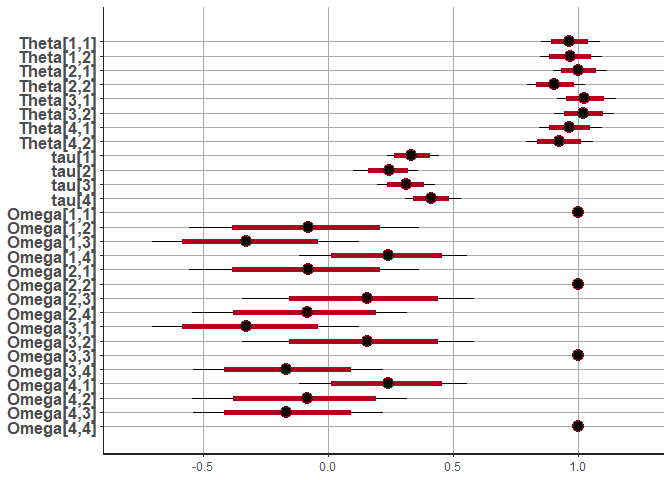 Theta[1,1]
Theta[1,2]
Theta[2,1]
Theta[2,2]
Theta[3,1]
Theta[3,2]
Theta[4,1]
Theta[4,2]
tau[1]
tau[2]
tau[3]
tau[4]
Omega[1,1]
Omega[1,2]
Omega[1,3]
Omega[1,4]
Omega[2,1]
Omega[2,2]
Omega[2,3]
Omega[2,4]
Omega[3,1]
Omega[3,2]
Omega[3,3]
Omega[3,4]
Omega[4,1]
Omega[4,2]
Omega[4,3]
Omega[4,4]
-0.5 0.0 0.5 1.0